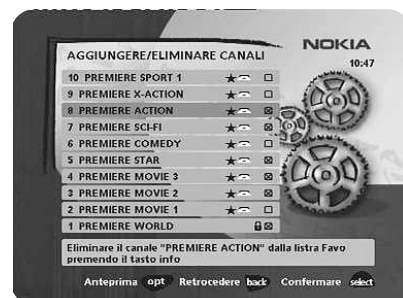 NOKIA
AGGIUNGERE/ELIMINARE CANALI
10:47
10 PREMIERE SPORT 1
9 PREMIERE X-ACTION
8 PREMIERE ACTION
7 PREMIERE SCI-FI
6 PREMIERE COMEDY
5 PREMIERE STAR
4 PREMIERE MOVIE 3
3 PREMIERE MOVIE 2
2 PREMIERE MOVIE 1
1 PREMIERE WORLD
Eliminare il canale "PREMIERE ACTION" dalla listra Favo
premendo il tasto info
Anteprima opt Retrocedere back Confermare select